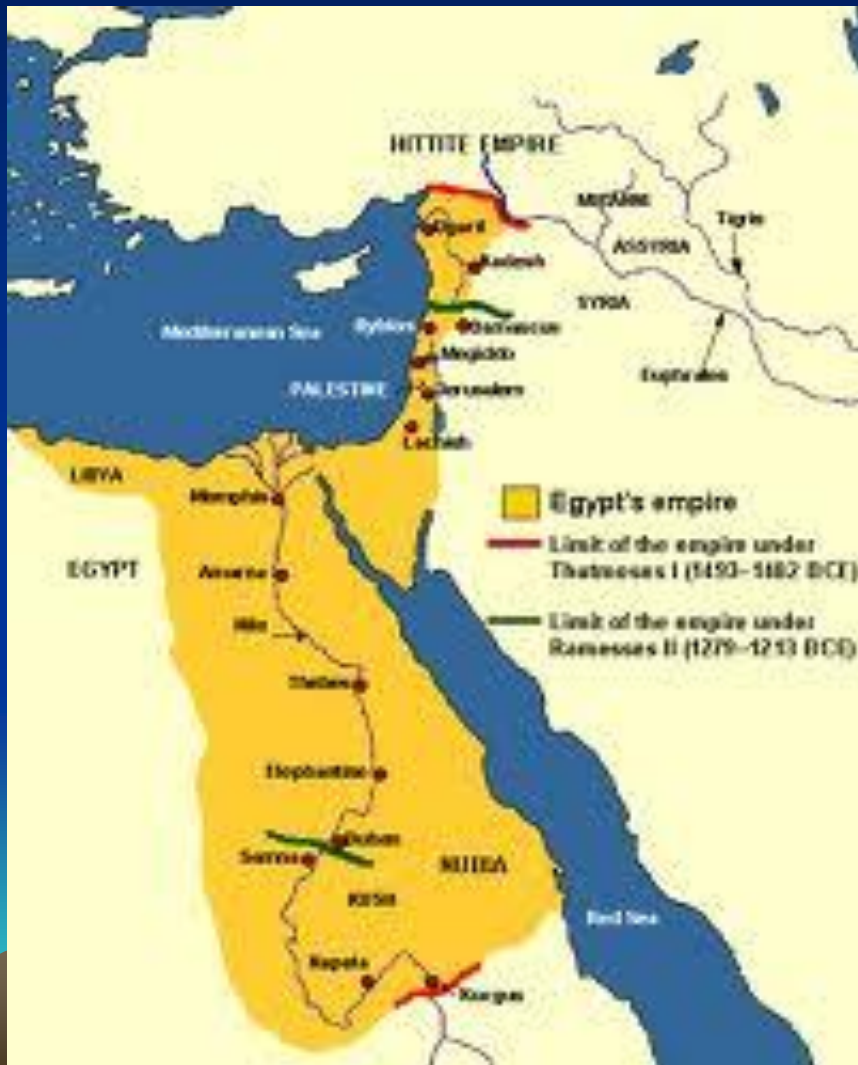 HITTITE EMPIRE
MITANNI
Tigris
Ugarit
ASSYRIA
Kadesh
SYRIA
Mediterranean Sea
Byblos
Damascus
Megiddo
Euphrates
PALESTINE
Jerusalem
Lachish
LIBYA
Memphis
Egypt's empire
Limit of the empire under
Thutmoses I (1493–1482 BCE)
EGYPT
Amarna
Nile
Limit of the empire under
Ramesses II (1279–1213 BCE)
Thebes
Elephantine
Buhen
Semna
NUBIA
KUSH
Red Sea
Napata
Kurgus